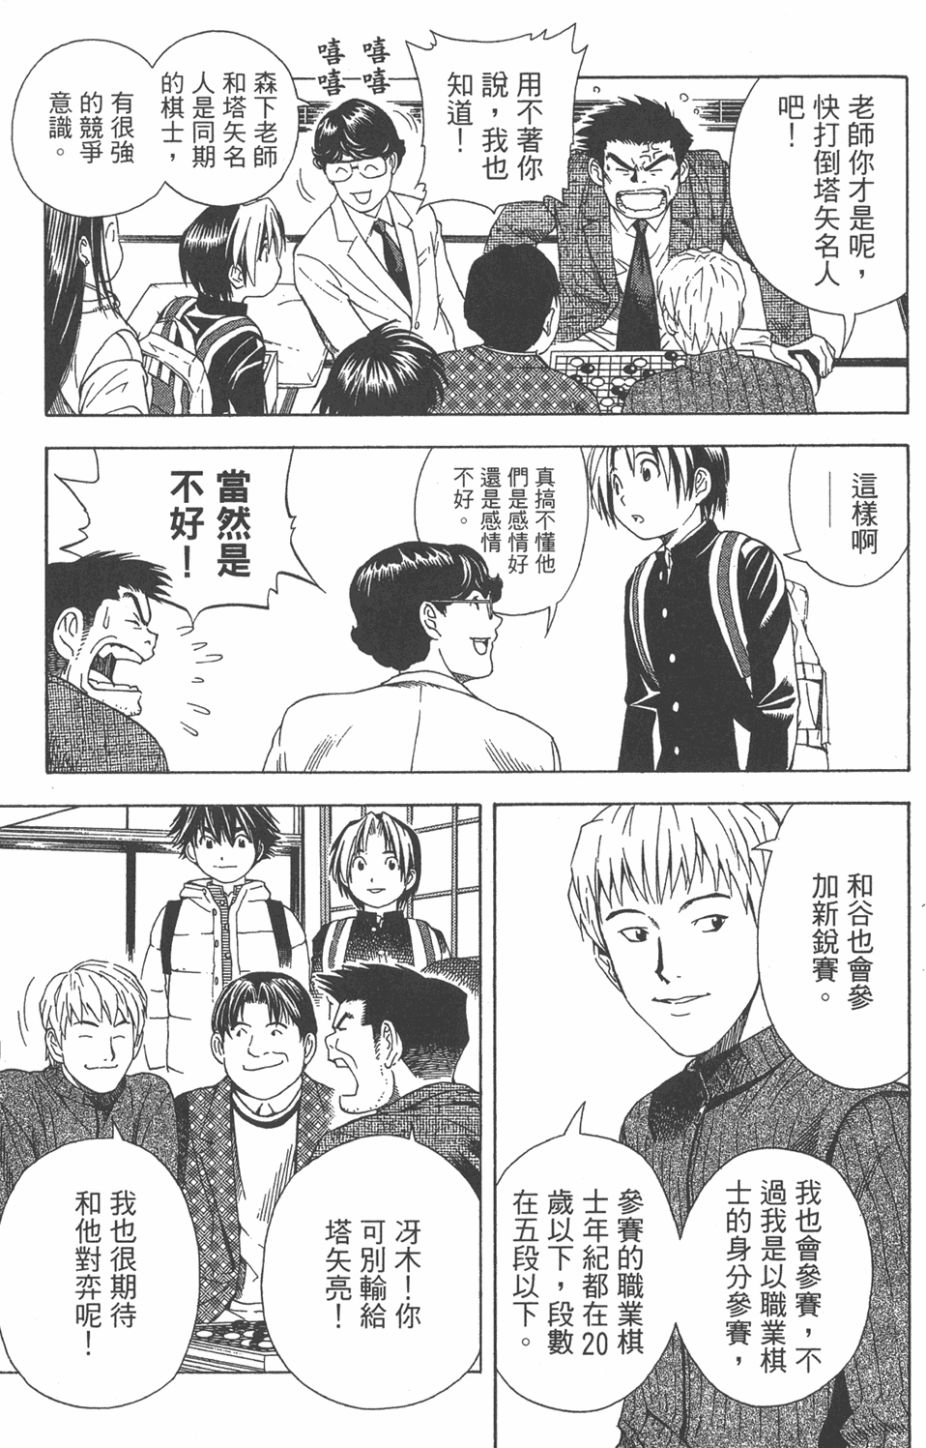 老師你才是呢，
快打倒塔矢名人
吧！
用不著你
說，我也
知道！
嘻嘻
嘻嘻
森下老師
和塔矢名
人是同期
的棋士，
有很強
的競爭
意識。
這樣啊
——
真搞不懂他
們是感情好
還是感情
不好。
當然是
不好！
和谷也會參
加新銳賽。
我也會參賽，不
過我是以職業棋
士的身分參賽，
參賽的職業棋
士年紀都在20
歲以下，段數
在五段以下。
冴木！你
可別輸給
塔矢亮！
我也很期待
和他對弈呢！